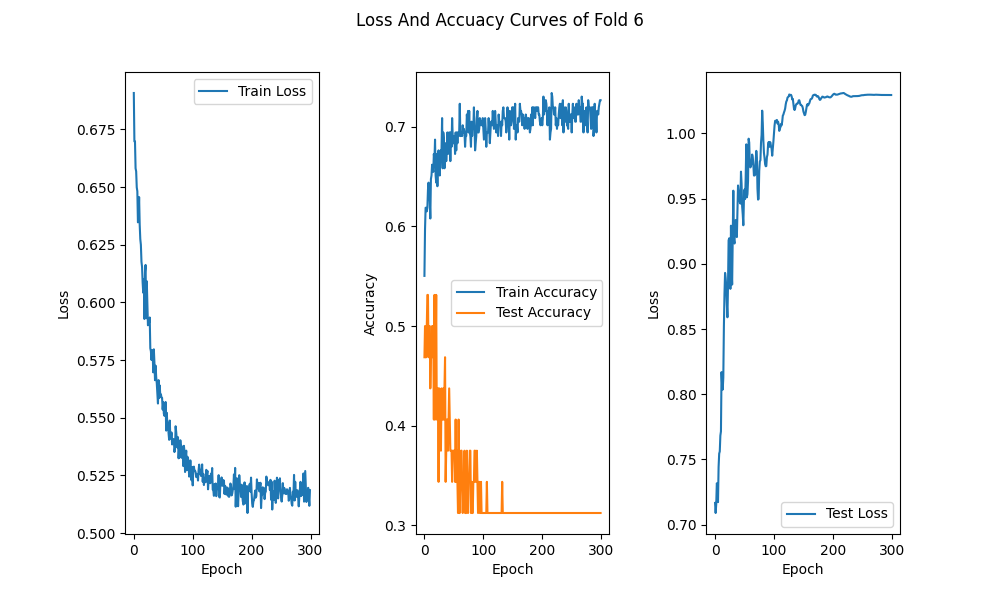 Loss And Accuacy Curves of Fold 6
Train Loss
0.675
0.650
0.625
0.600
0.575
0.550
0.525
0.500
Loss
0
100
200
300
Epoch
0.7
0.6
0.5
0.4
0.3
Accuracy
Train Accuracy
Test Accuracy
0
100
200
300
Epoch
1.00
0.95
0.90
0.85
0.80
0.75
0.70
Loss
Test Loss
0
100
200
300
Epoch